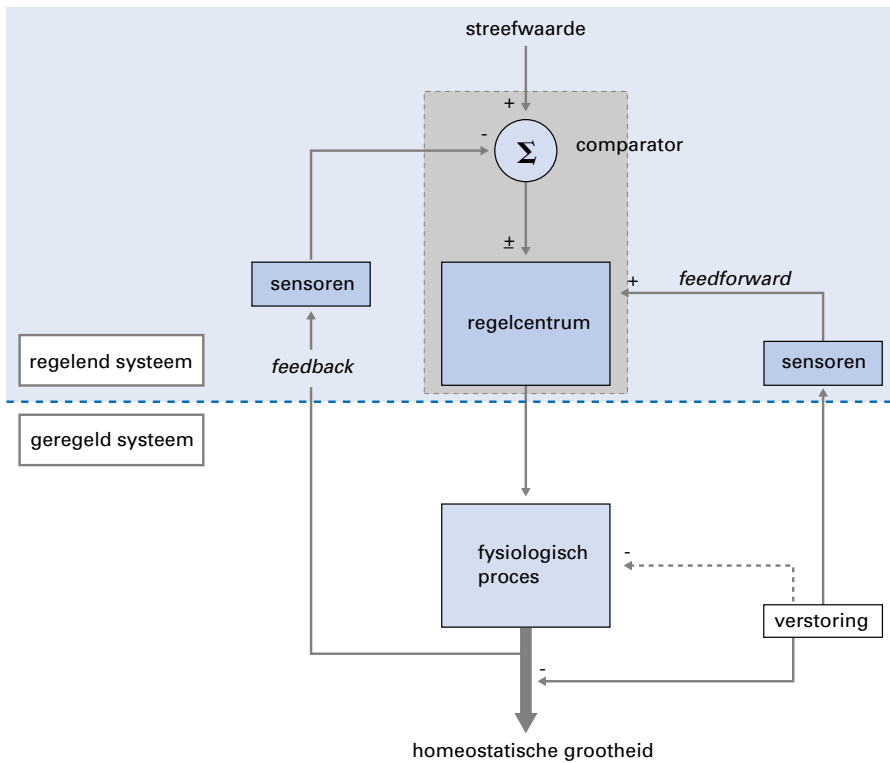 streefwaarde
+
-
Σ
comparator
±
sensoren
+
feedforward
regelcentrum
regelend systeem
feedback
sensoren
geregeld systeem
fysiologisch
proces
-
verstoring
-
homeostatische grootheid